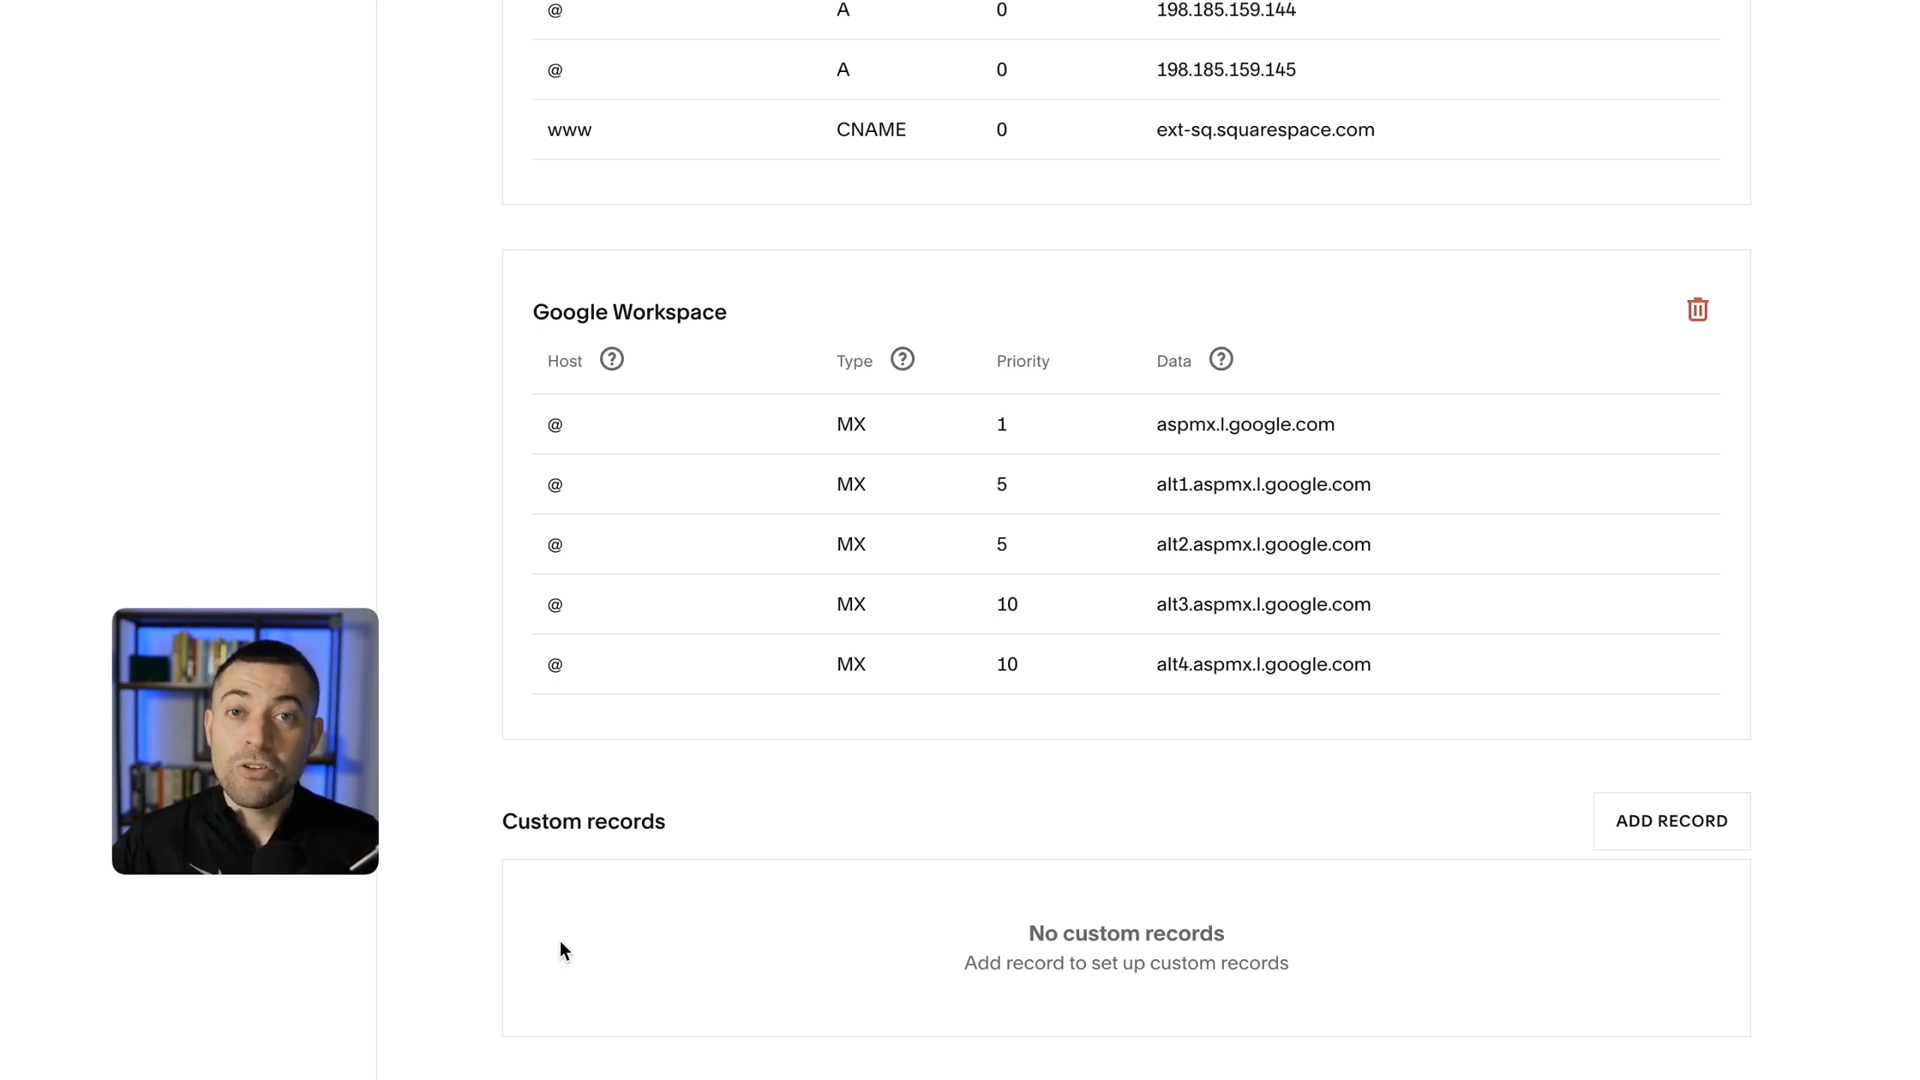 @ A 0 198.185.159.144
@ A 0 198.185.159.145
www CNAME 0 ext-sq.squarespace.com
Google Workspace
Host ? Type ? Priority Data ?
@ MX 1 aspmx.l.google.com
@ MX 5 alt1.aspmx.l.google.com
@ MX 5 alt2.aspmx.l.google.com
@ MX 10 alt3.aspmx.l.google.com
@ MX 10 alt4.aspmx.l.google.com
Custom records
ADD RECORD
No custom records
Add record to set up custom records